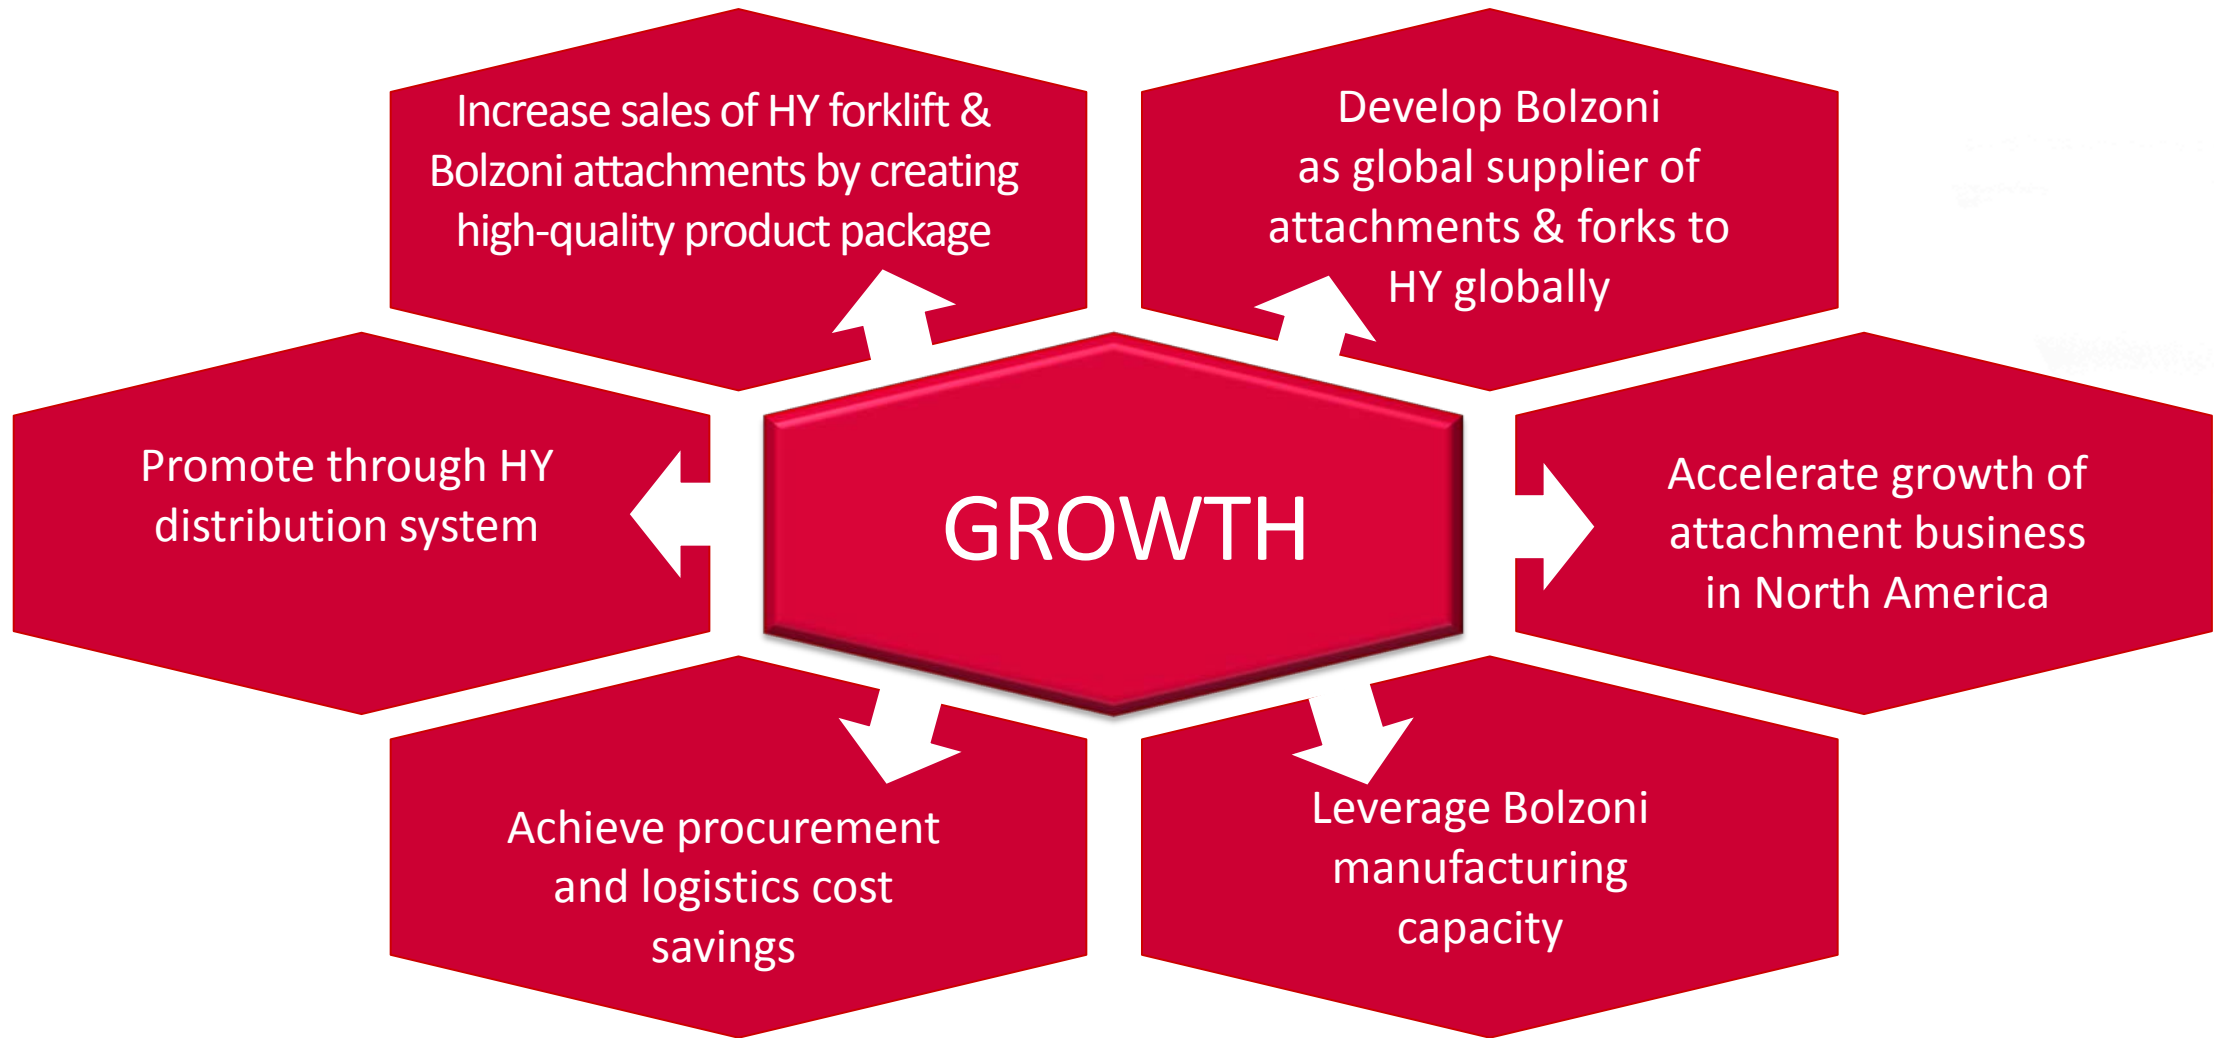 Increase sales of HY forklift &
Bolzoni attachments by creating
high-quality product package
Develop Bolzoni
as global supplier of
attachments & forks to
HY globally
Promote through HY
distribution system
GROWTH
Accelerate growth of
attachment business
in North America
Achieve procurement
and logistics cost
savings
Leverage Bolzoni
manufacturing
capacity